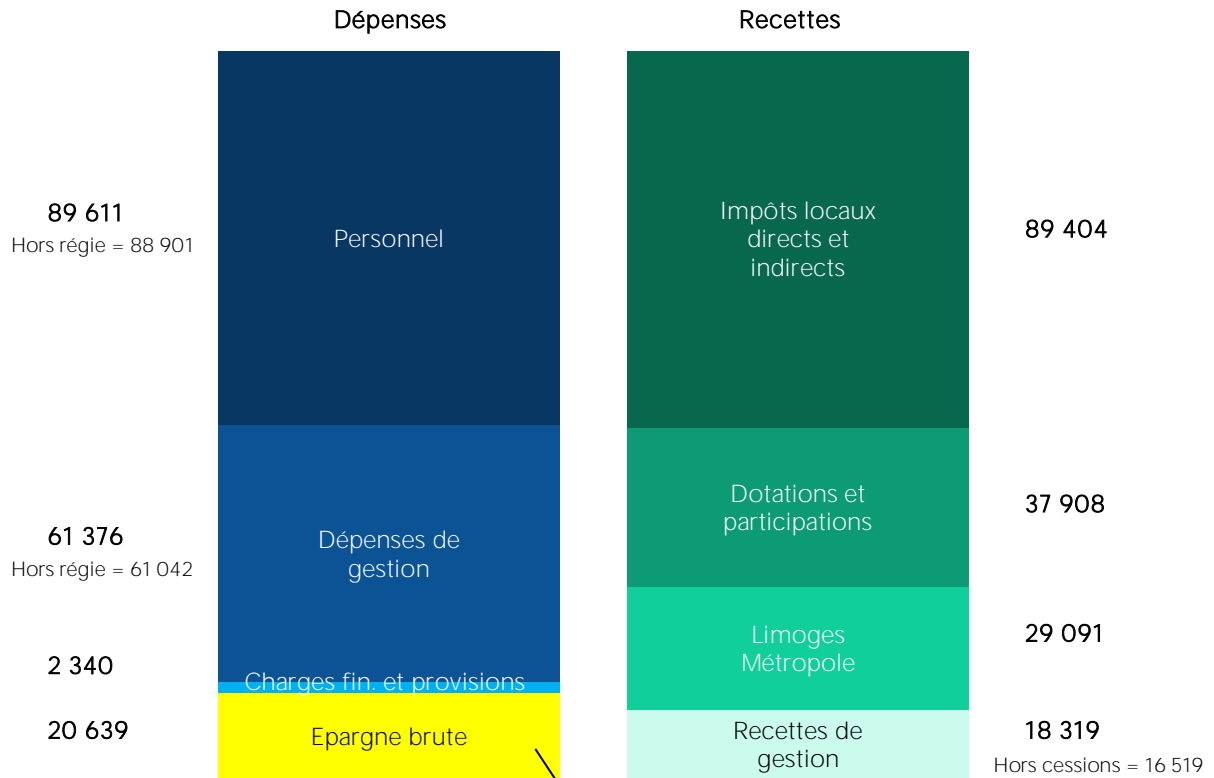 Dépenses
Recettes
89 611
Hors régie = 88 901
Personnel
Impôts locaux
directs et
indirects
89 404
61 376
Hors régie = 61 042
Dépenses de
gestion
Dotations et
participations
37 908
2 340
Charges fin. et provisions
Limoges
Métropole
29 091
20 639
Epargne brute
Recettes de
gestion
18 319
Hors cessions = 16 519